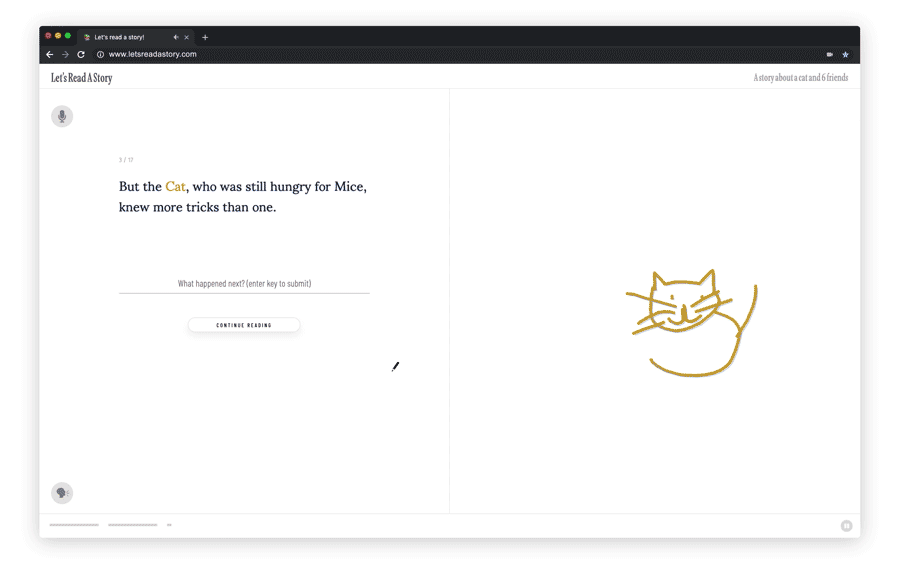 Let's read a story!
www.letsreadastory.com
Let's Read A Story
A story about a cat and 6 friends
3 / 17
But the Cat, who was still hungry for Mice,
knew more tricks than one.
What happened next? (enter key to submit)
CONTINUE READING